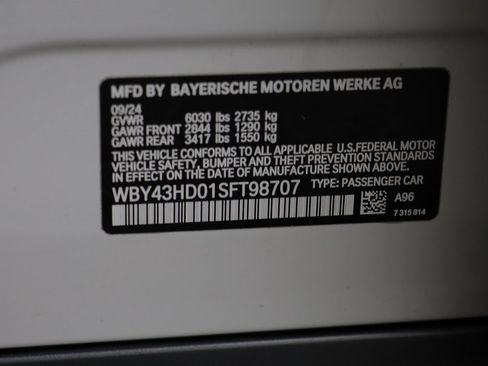 MFD BY BAYERISCHE MOTOREN WERKE AG
09/24
GVWR 6030 lbs 2735 kg
GAWR FRONT 2844 lbs 1290 kg
GAWR REAR 3417 lbs 1550 kg
THIS VEHICLE CONFORMS TO ALL APPLICABLE U.S.FEDERAL MOTOR
VEHICLE SAFETY, BUMPER AND THEFT PREVENTION STANDARDS
IN EFFECT ON THE DATE OF MANUFACTURE SHOWN ABOVE.
WBY43HD01SFT98707 TYPE: PASSENGER CAR
A96
7 315 814